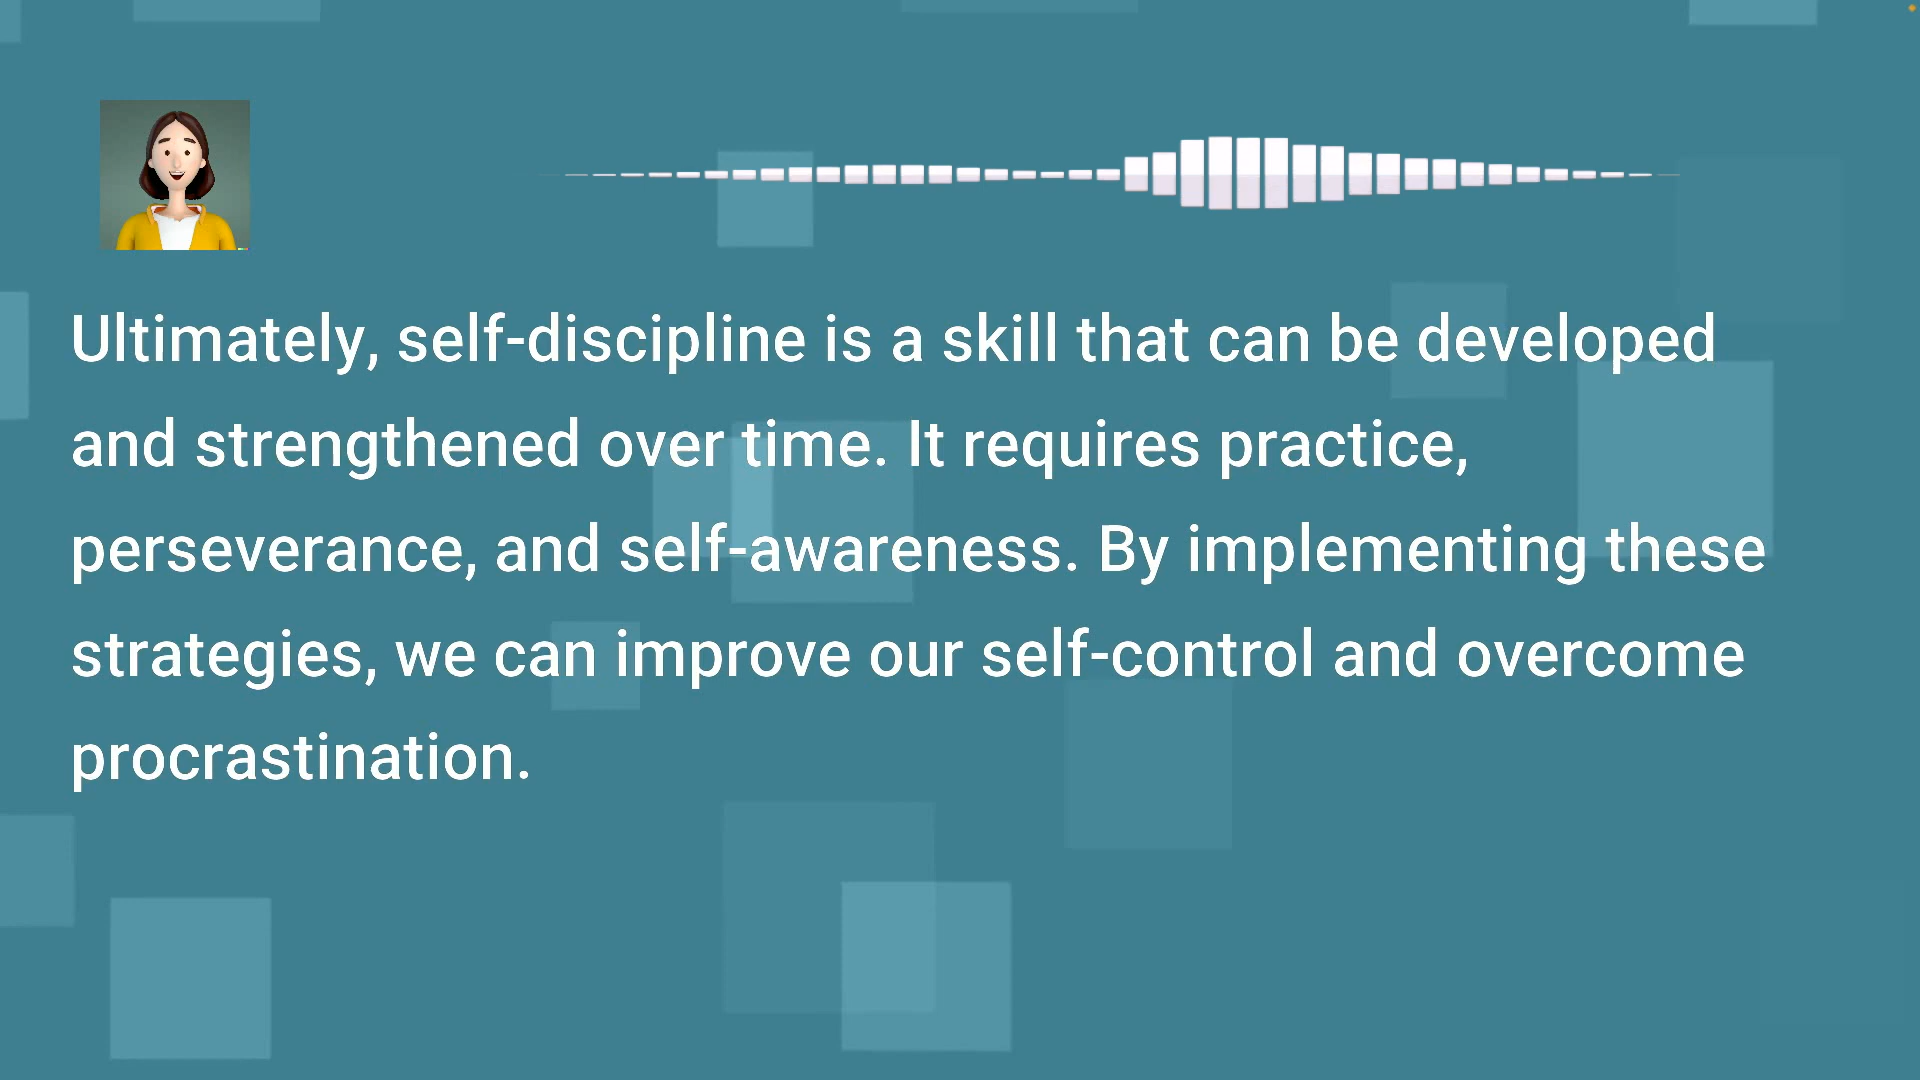 Ultimately, self-discipline is a skill that can be developed
and strengthened over time. It requires practice,
perseverance, and self-awareness. By implementing these
strategies, we can improve our self-control and overcome
procrastination.